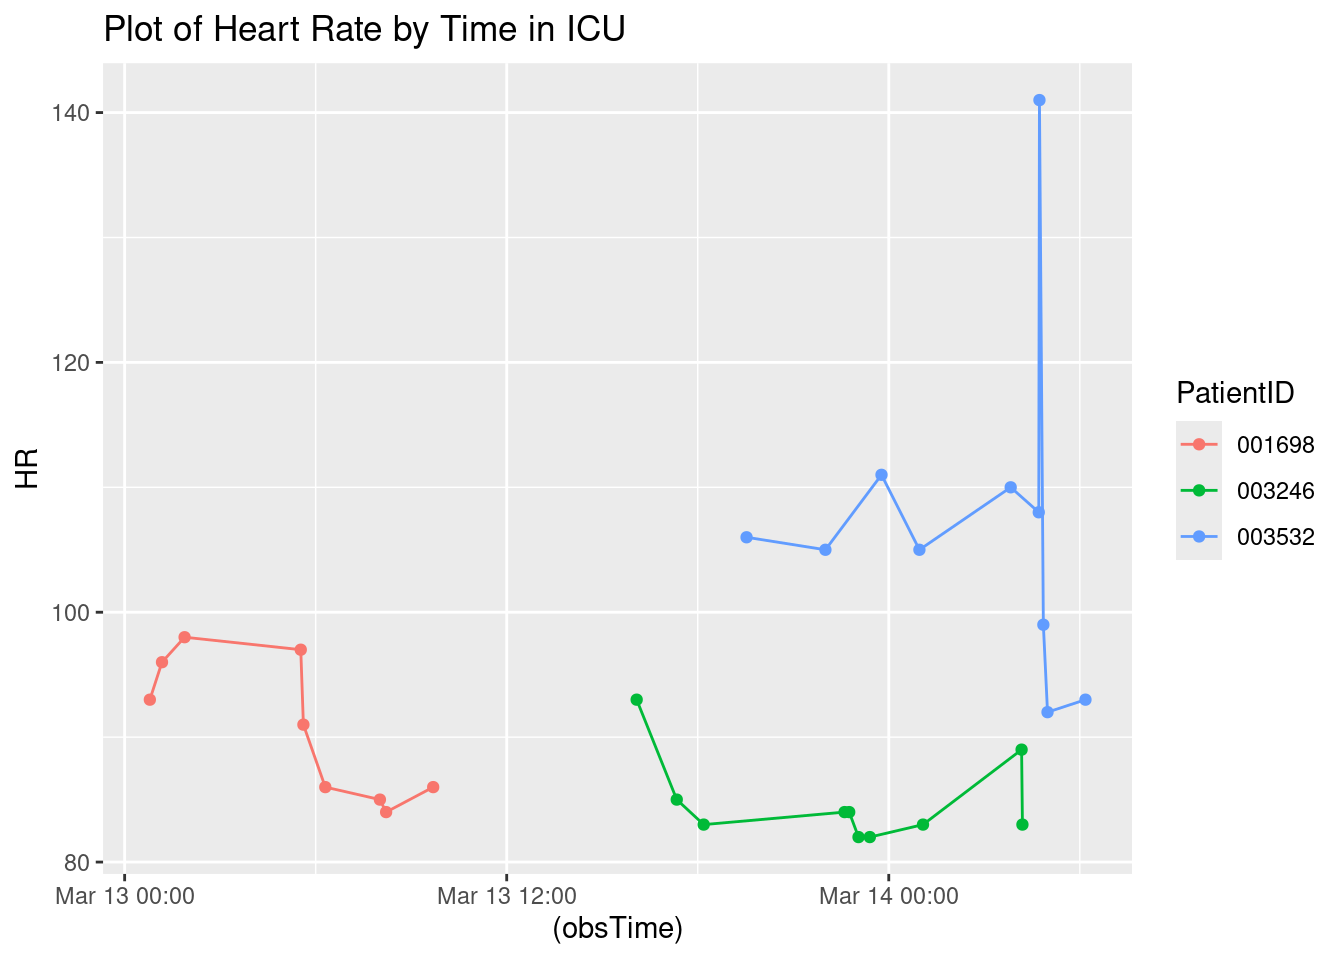 Plot of Heart Rate by Time in ICU
140
120
100
80
HR
Mar 13 00:00
Mar 13 12:00
Mar 14 00:00
(obsTime)
PatientID
001698
003246
003532